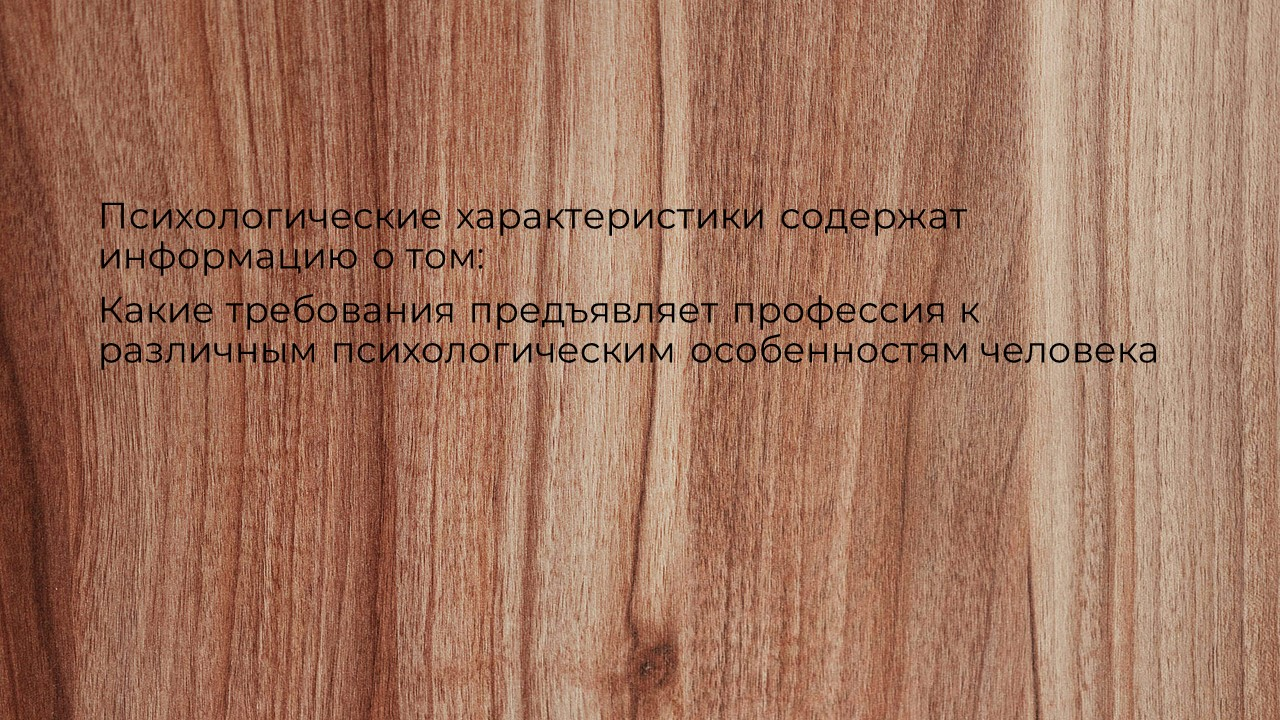 Психологические характеристики содержат
информацию о том:
Какие требования предъявляет профессия к
различным психологическим особенностям человека